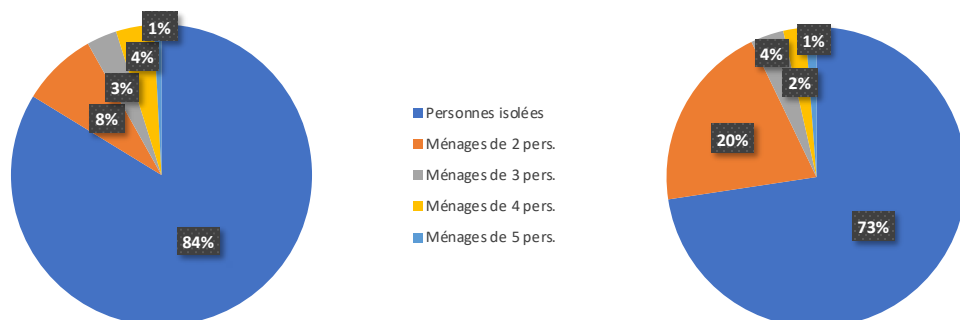 1%
4%
3%
8%
84%
Personnes isolées
Ménages de 2 pers.
Ménages de 3 pers.
Ménages de 4 pers.
Ménages de 5 pers.
1%
4%
2%
20%
73%